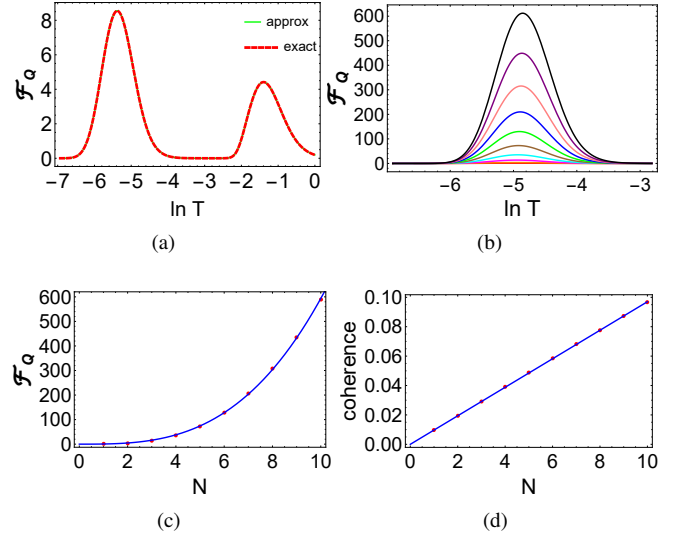 8
6
4
2
0
𝓕_Q
approx
exact
−7 −6 −5 −4 −3 −2 −1 0
ln T
(a)
600
500
400
300
200
100
0
𝓕_Q
−6 −5 −4 −3
ln T
(b)
600
500
400
300
200
100
0
𝓕_Q
0 2 4 6 8 10
N
(c)
0.10
0.08
0.06
0.04
0.02
0.00
coherence
0 2 4 6 8 10
N
(d)